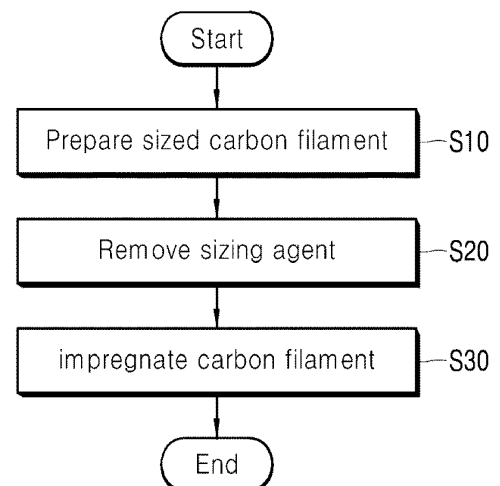 Start
Prepare sized carbon filament
S10
Remove sizing agent
S20
impregnate carbon filament
S30
End